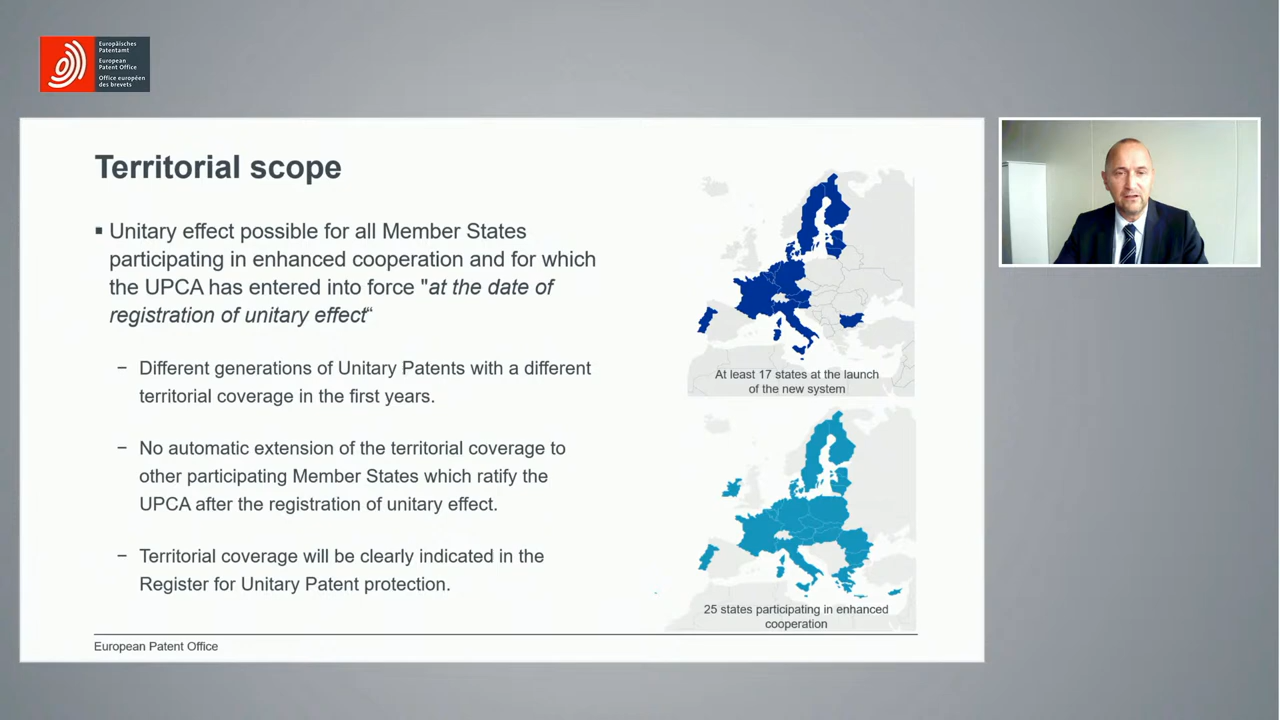 Europäisches
Patentamt
European
Patent Office
Office européen
des brevets
Territorial scope
▪ Unitary effect possible for all Member States
participating in enhanced cooperation and for which
the UPCA has entered into force "at the date of
registration of unitary effect“
− Different generations of Unitary Patents with a different
territorial coverage in the first years.
− No automatic extension of the territorial coverage to
other participating Member States which ratify the
UPCA after the registration of unitary effect.
− Territorial coverage will be clearly indicated in the
Register for Unitary Patent protection.
At least 17 states at the launch
of the new system
25 states participating in enhanced
cooperation
European Patent Office